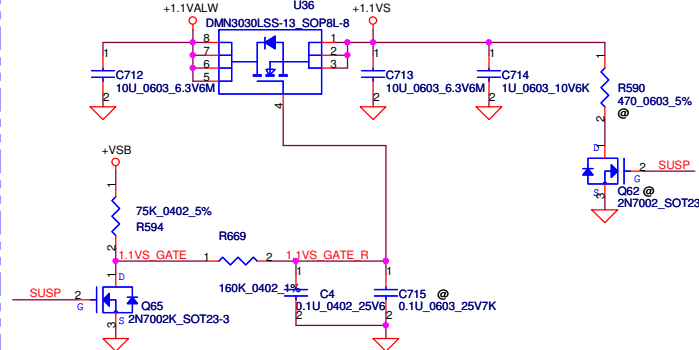 +1.1VALW
U36
+1.1VS
DMN3030LSS-13_SOP8L-8
8
7
6
5
1
2
3
4
1
C712
10U_0603_6.3V6M
2
1
C713
10U_0603_6.3V6M
2
1
C714
1U_0603_10V6K
2
1
R590
470_0603_5%
@
2
1
D
SUSP
2
G
S
3
Q62 @
2N7002_SOT23
+VSB
1
75K_0402_5%
R594
2
1.1VS_GATE
1
R669
2
1.1VS_GATE_R
160K_0402_1%
1
C4
0.1U_0402_25V6
2
1
C715 @
0.1U_0603_25V7K
2
1
D
SUSP
2
G
Q65
S
2N7002K_SOT23-3
3